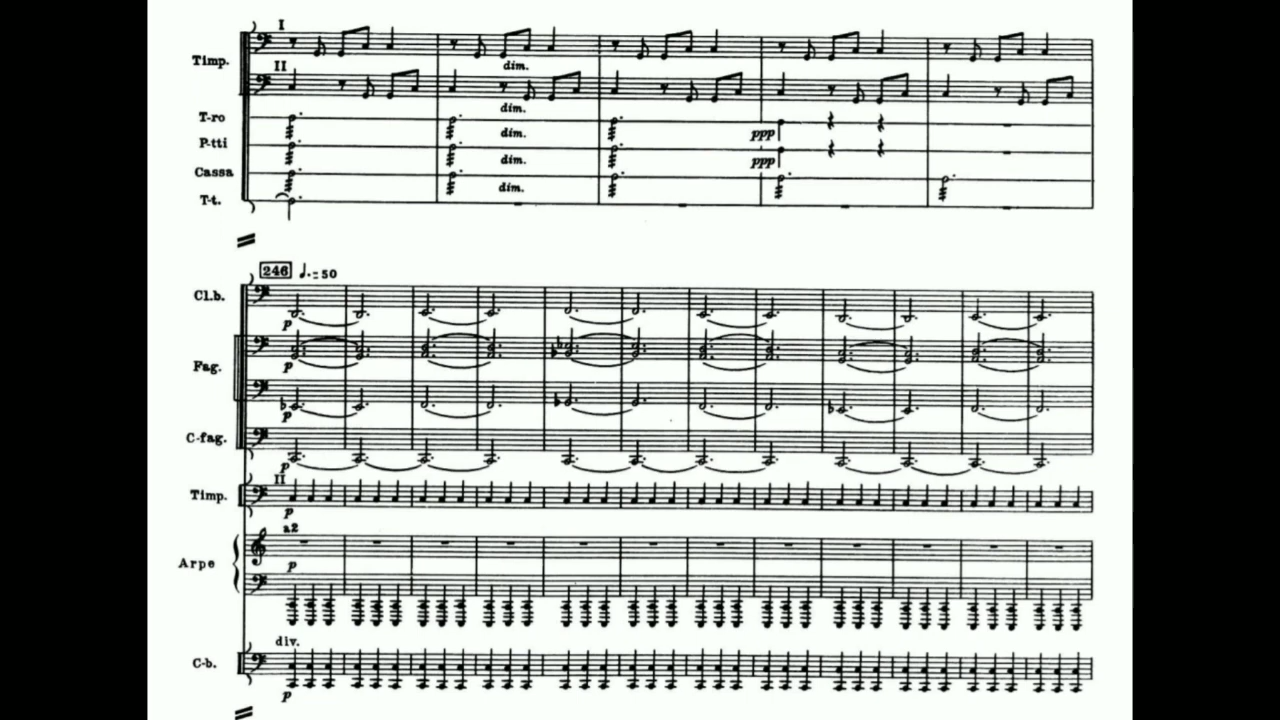 I
Timp.
dim.
II
dim.
T-ro
dim.
ppp
P-tti
dim.
ppp
Cassa
dim.
T-t.
246 ♩.=50
Cl.b.
p
Fag.
p
p
C-fag.
p
II
Timp.
p
a2
Arpe
p
div.
C-b.
p